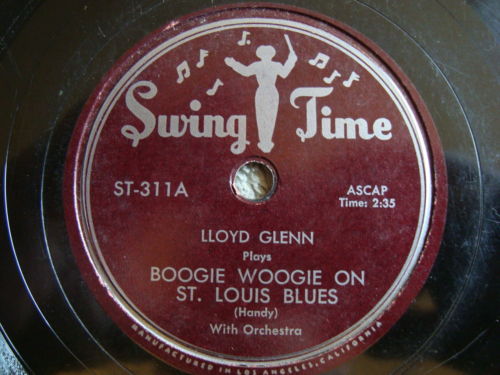 Swing Time
ST-311A
ASCAP
Time: 2:35
LLOYD GLENN
Plays
BOOGIE WOOGIE ON
ST. LOUIS BLUES
(Handy)
With Orchestra
MANUFACTURED IN LOS ANGELES, CALIFORNIA